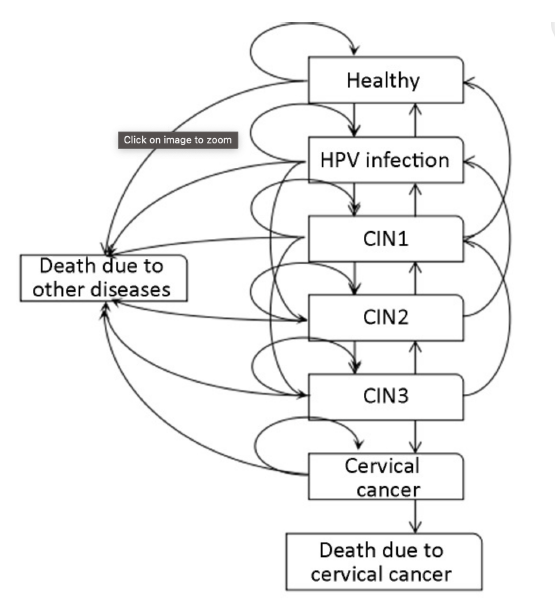 Healthy
Click on image to zoom
HPV infection
CIN1
Death due to
other diseases
CIN2
CIN3
Cervical
cancer
Death due to
cervical cancer